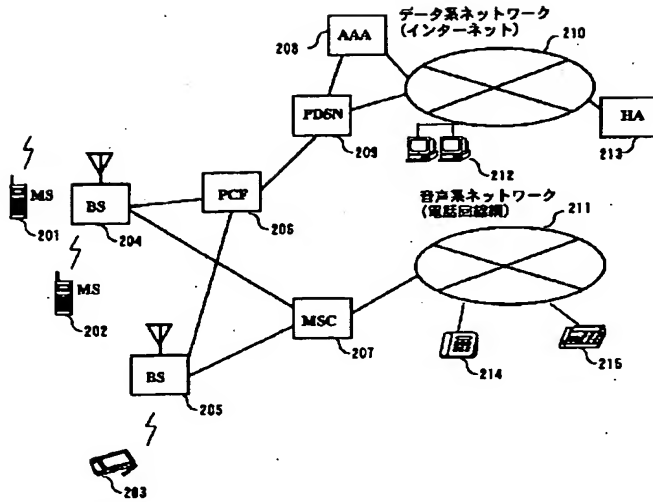 データ系ネットワーク
(インターネット)
210
208
AAA
PDSN
209
HA
213
212
MS
201
BS
204
PCF
206
音声系ネットワーク
(電話回線網)
211
MS
202
MSC
207
214
215
BS
205
203